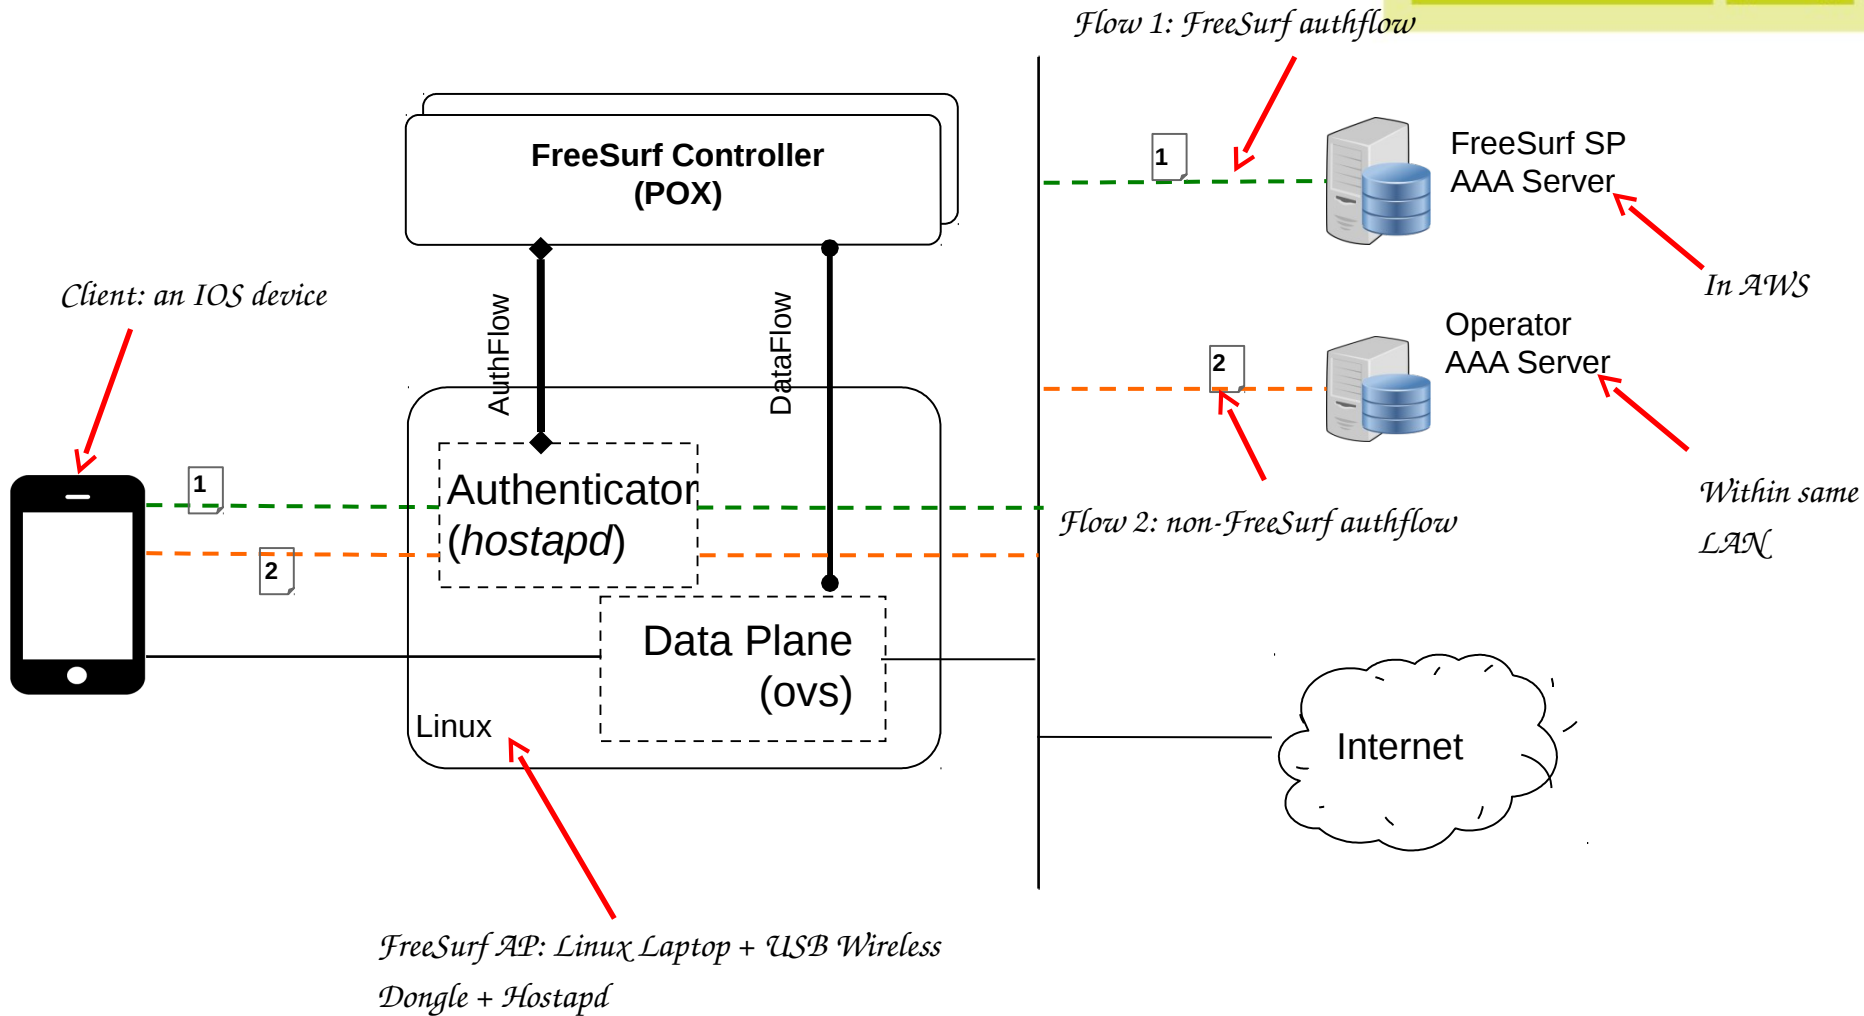 Flow 1: FreeSurf authflow
FreeSurf Controller
(POX)
1
FreeSurf SP
AAA Server
In AWS
Client: an IOS device
AuthFlow
DataFlow
Operator
AAA Server
2
Within same
LAN
1
Authenticator
(hostapd)
Flow 2: non-FreeSurf authflow
2
Data Plane
(ovs)
Linux
Internet
FreeSurf AP: Linux Laptop + USB Wireless
Dongle + Hostapd